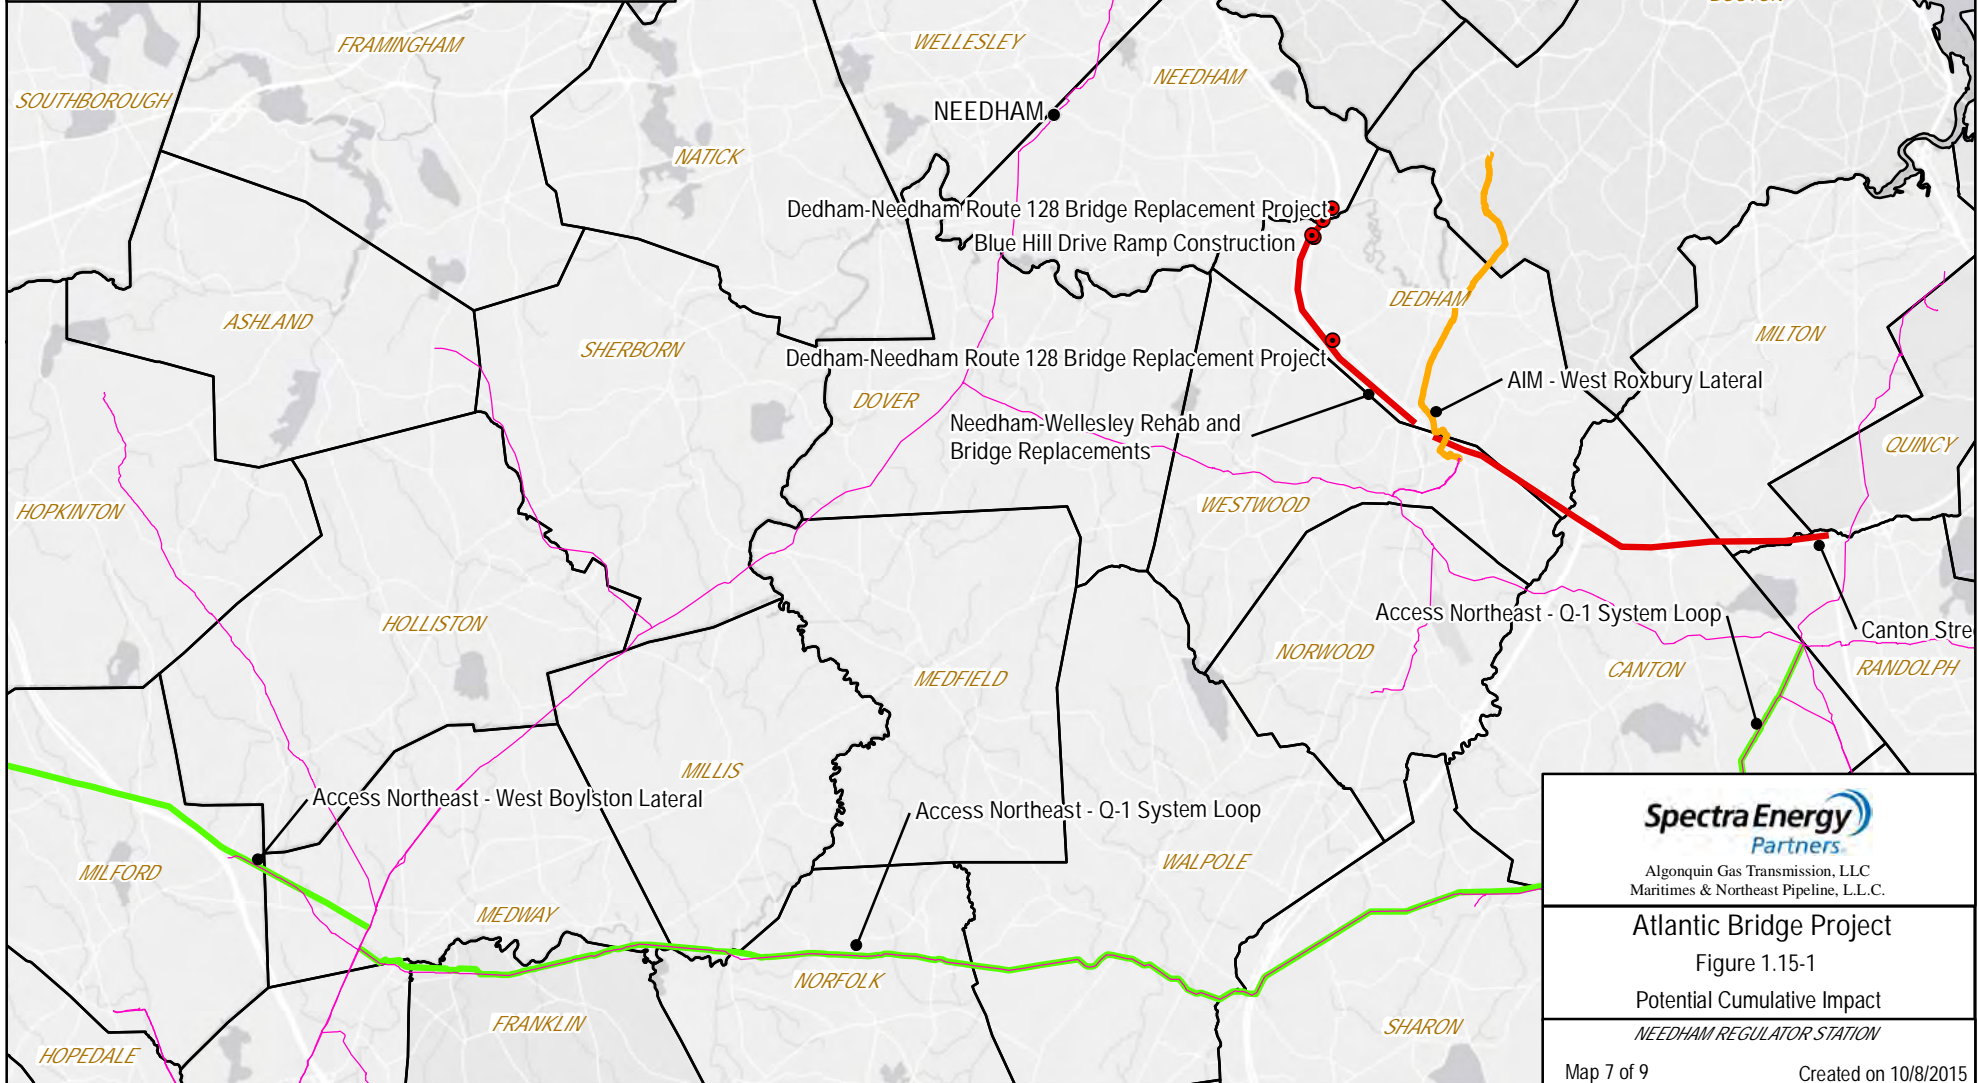 FRAMINGHAM
WELLESLEY
NEEDHAM
SOUTHBOROUGH
NEEDHAM
NATICK
Dedham-Needham Route 128 Bridge Replacement Project
Blue Hill Drive Ramp Construction
DEDHAM
ASHLAND
SHERBORN
MILTON
Dedham-Needham Route 128 Bridge Replacement Project
AIM - West Roxbury Lateral
DOVER
Needham-Wellesley Rehab and
Bridge Replacements
QUINCY
HOPKINTON
WESTWOOD
Access Northeast - Q-1 System Loop
HOLLISTON
Canton Stre
NORWOOD
CANTON
RANDOLPH
MEDFIELD
MILLIS
Access Northeast - West Boylston Lateral
Access Northeast - Q-1 System Loop
WALPOLE
MILFORD
MEDWAY
NORFOLK
FRANKLIN
SHARON
HOPEDALE
Spectra Energy
Partners
Algonquin Gas Transmission, LLC
Maritimes & Northeast Pipeline, L.L.C.
Atlantic Bridge Project
Figure 1.15-1
Potential Cumulative Impact
NEEDHAM REGULATOR STATION
Map 7 of 9
Created on 10/8/2015